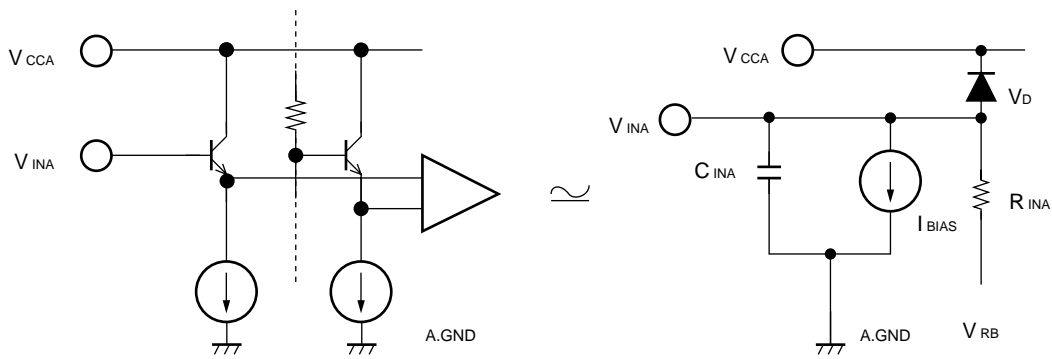 V CCA
V INA
A.GND
V CCA
V D
V INA
C INA
I BIAS
R INA
A.GND
V RB